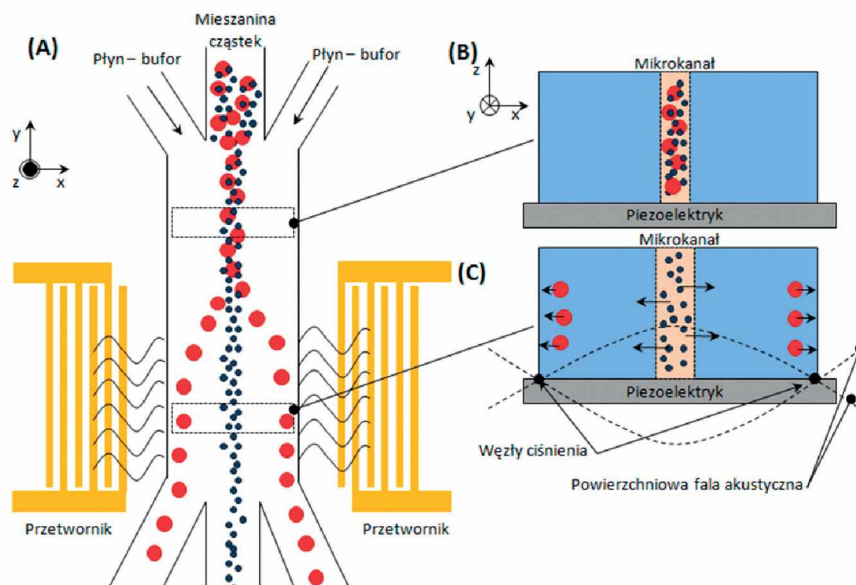 (A)
Mieszanina
cząstek
Płyn – bufor
Płyn – bufor
y
z
x
Przetwornik
Przetwornik
(B)
Mikrokanał
z
y
x
Piezoelektryk
Mikrokanał
(C)
Piezoelektryk
Węzły ciśnienia
Powierzchniowa fala akustyczna